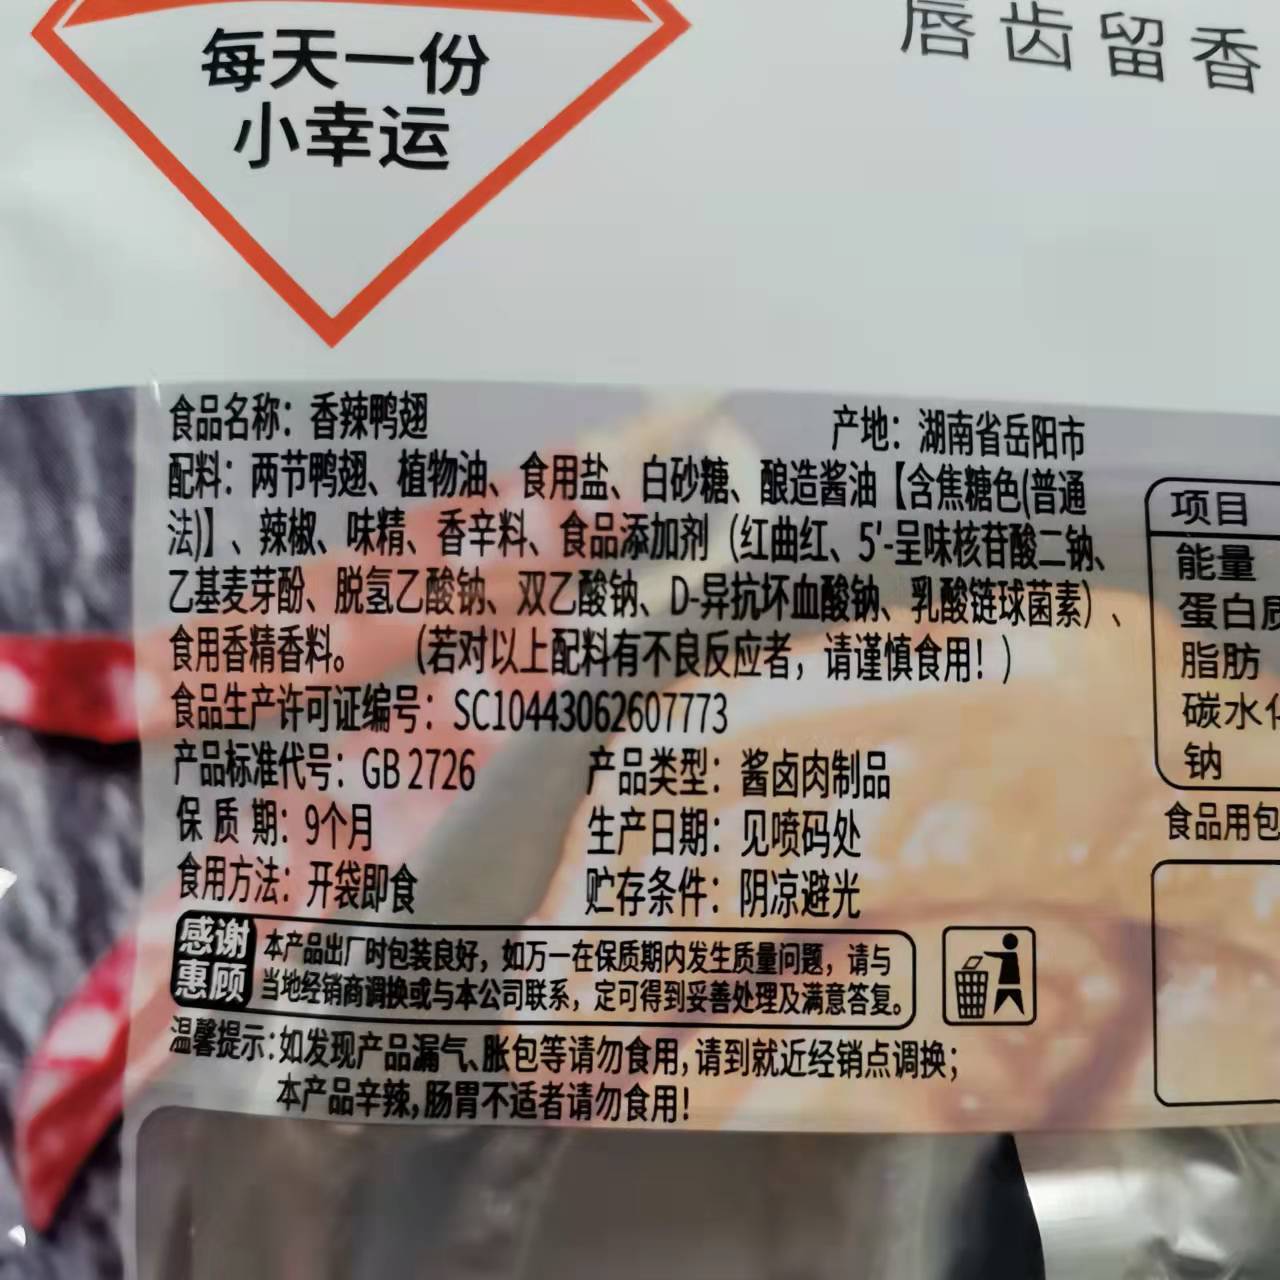 每天一份
小幸运
唇齿留香
食品名称：香辣鸭翅
产地：湖南省岳阳市
配料：两节鸭翅、植物油、食用盐、白砂糖、酿造酱油【含焦糖色(普通
法)】、辣椒、味精、香辛料、食品添加剂（红曲红、5′-呈味核苷酸二钠、
乙基麦芽酚、脱氢乙酸钠、双乙酸钠、D-异抗坏血酸钠、乳酸链球菌素）、
食用香精香料。 （若对以上配料有不良反应者，请谨慎食用！）
食品生产许可证编号：SC10443062607773
产品标准代号：GB 2726
产品类型：酱卤肉制品
保质期：9个月
生产日期：见喷码处
食用方法：开袋即食
贮存条件：阴凉避光
感谢
惠顾
本产品出厂时包装良好，如万一在保质期内发生质量问题，请与
当地经销商调换或与本公司联系，定可得到妥善处理及满意答复。
温馨提示：如发现产品漏气、胀包等请勿食用，请到就近经销点调换；
本产品辛辣，肠胃不适者请勿食用！
项目
能量
蛋白质
脂肪
碳水化
钠
食品用包